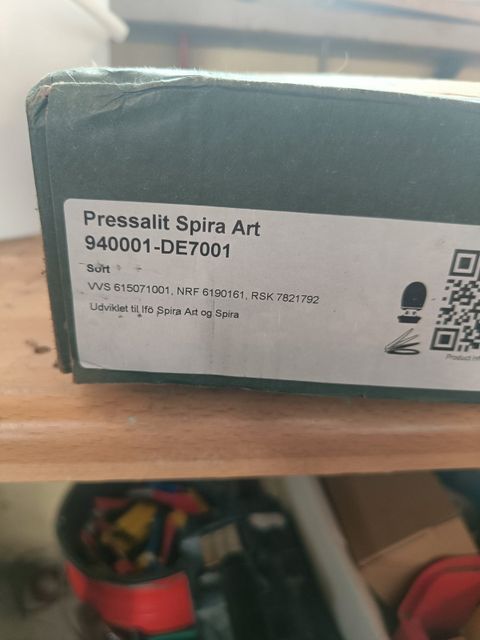 Pressalit Spira Art
940001-DE7001
Sort
VVS 615071001, NRF 6190161, RSK 7821792
Udviklet til Ifö Spira Art og Spira
Product